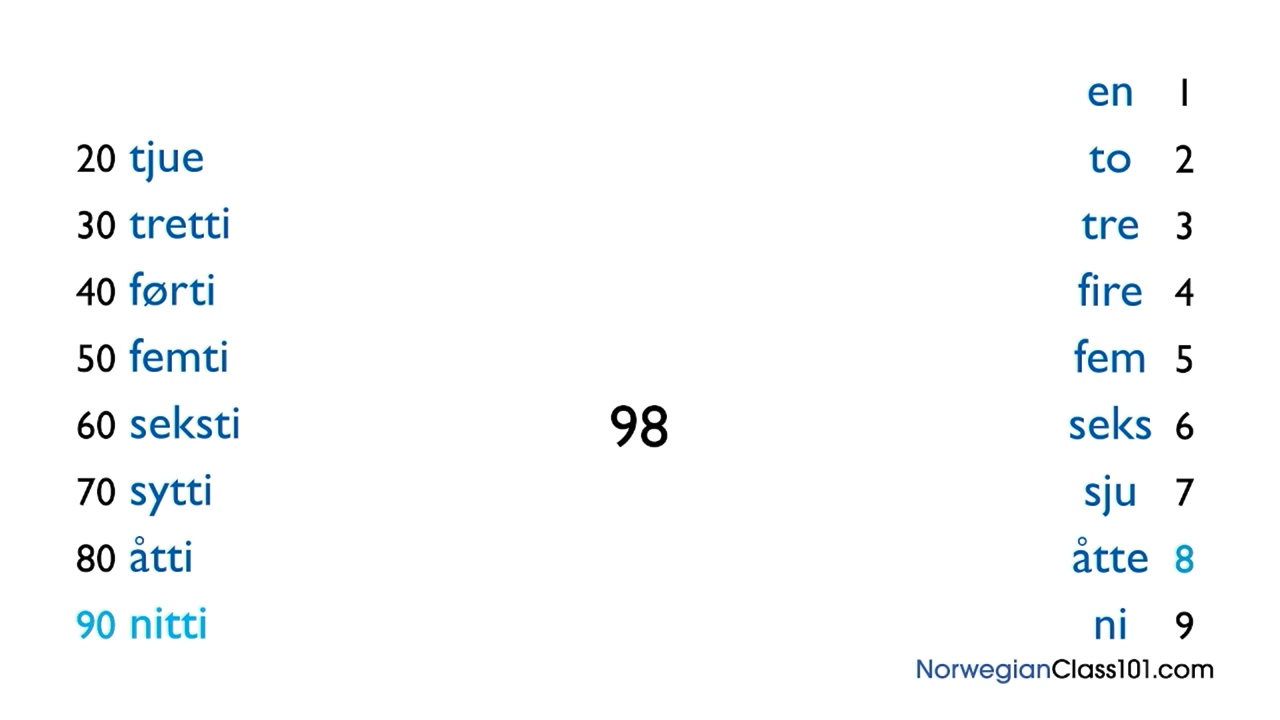 en 1
20 tjue
to 2
30 tretti
tre 3
40 førti
fire 4
50 femti
fem 5
60 seksti
98
seks 6
70 sytti
sju 7
80 åtti
åtte 8
90 nitti
ni 9
NorwegianClass101.com